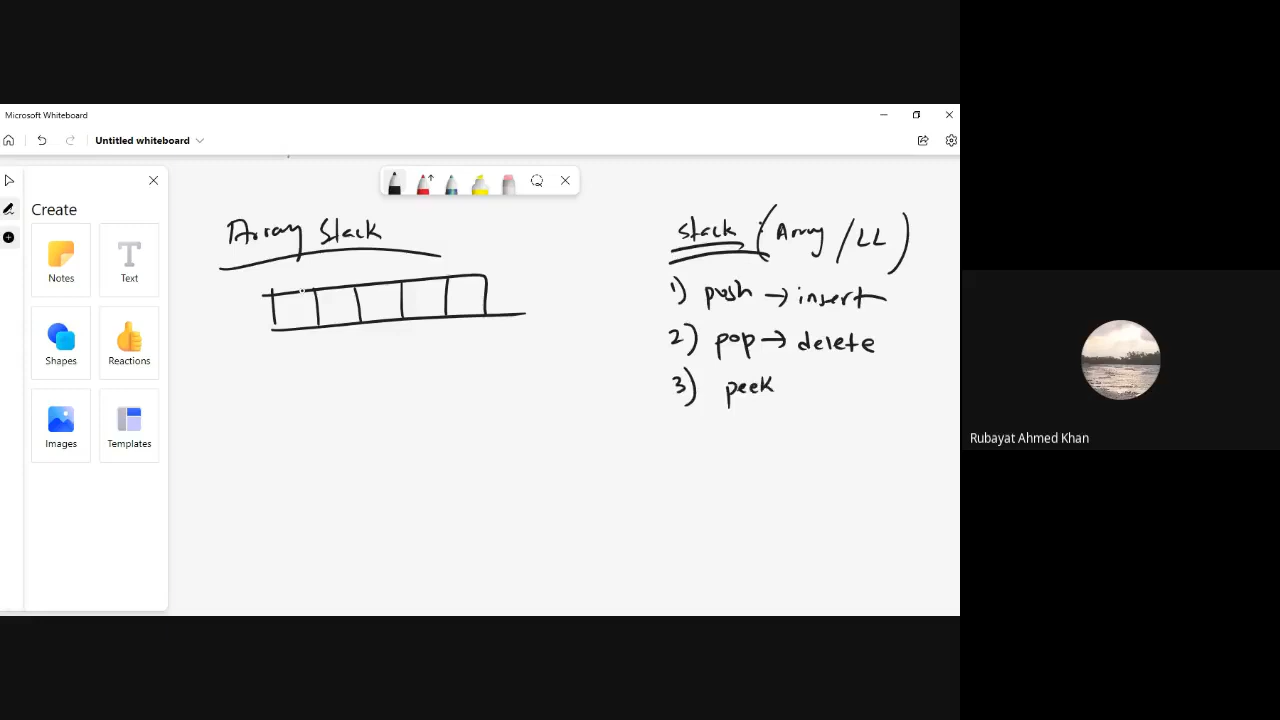 Microsoft Whiteboard
Untitled whiteboard
Create
Notes
Text
Shapes
Reactions
Images
Templates
Array Stack
stack (Array / LL)
1) push → insert
2) pop → delete
3) peek
Rubayat Ahmed Khan